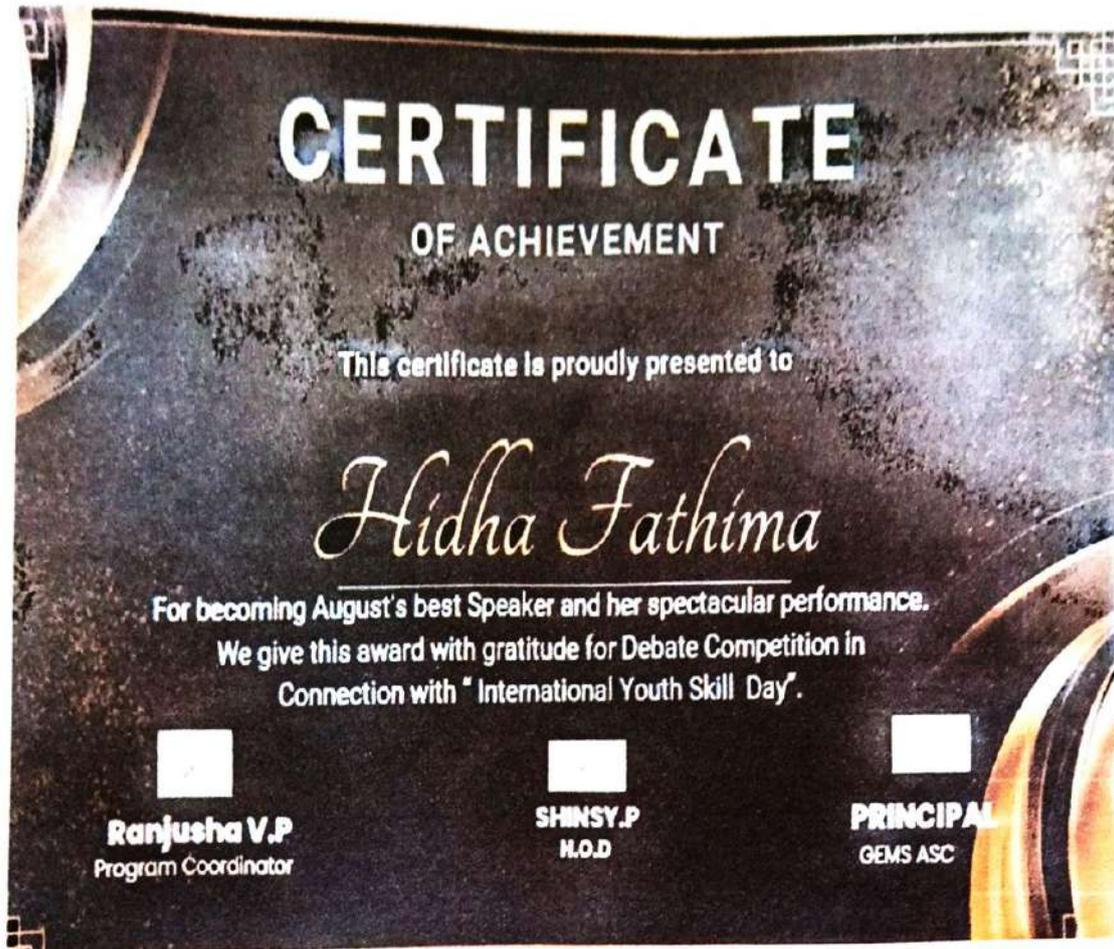 CERTIFICATE
OF ACHIEVEMENT
This certificate is proudly presented to
Hidha Fathima
For becoming August's best Speaker and her spectacular performance.
We give this award with gratitude for Debate Competition in
Connection with " International Youth Skill Day".
Ranjusha V.P
Program Coordinator
SHINSY.P
H.O.D
PRINCIPAL
GEMS ASC